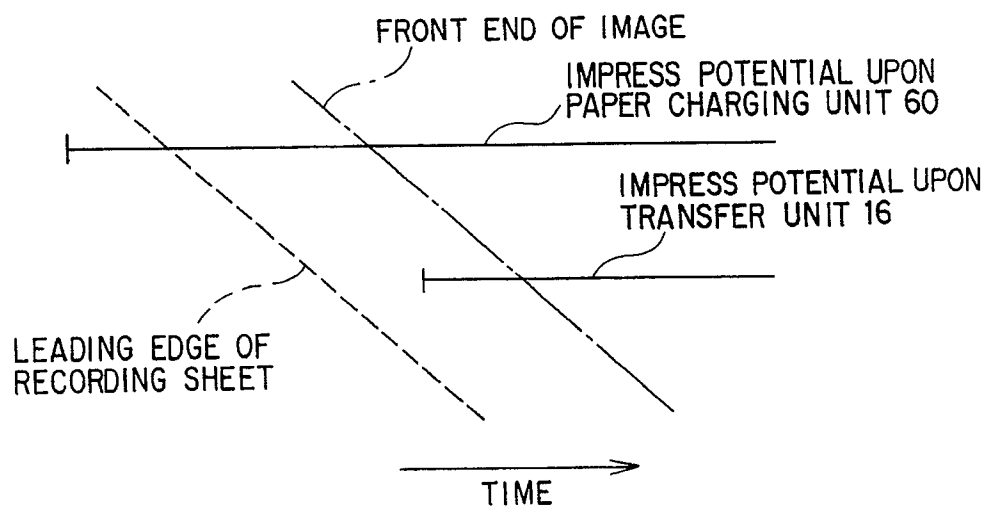 FRONT END OF IMAGE
IMPRESS POTENTIAL UPON
PAPER CHARGING UNIT 60
IMPRESS POTENTIAL UPON
TRANSFER UNIT 16
LEADING EDGE OF
RECORDING SHEET
TIME